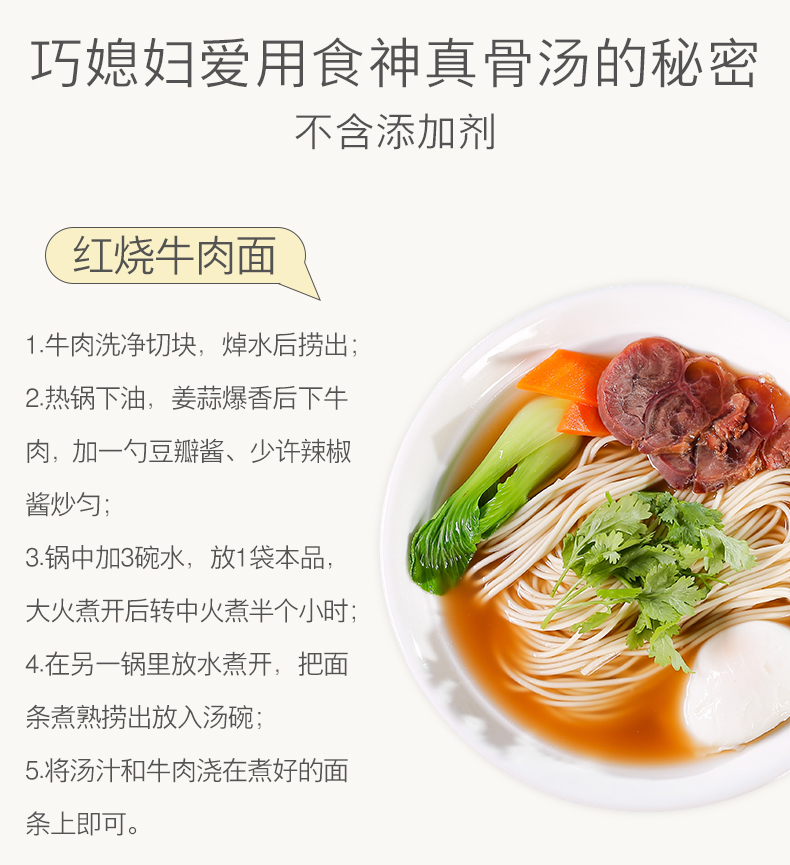 巧媳妇爱用食神真骨汤的秘密
不含添加剂
红烧牛肉面
1.牛肉洗净切块，焯水后捞出；
2.热锅下油，姜蒜爆香后下牛
肉，加一勺豆瓣酱、少许辣椒
酱炒匀；
3.锅中加3碗水，放1袋本品，
大火煮开后转中火煮半个小时；
4.在另一锅里放水煮开，把面
条煮熟捞出放入汤碗；
5.将汤汁和牛肉浇在煮好的面
条上即可。